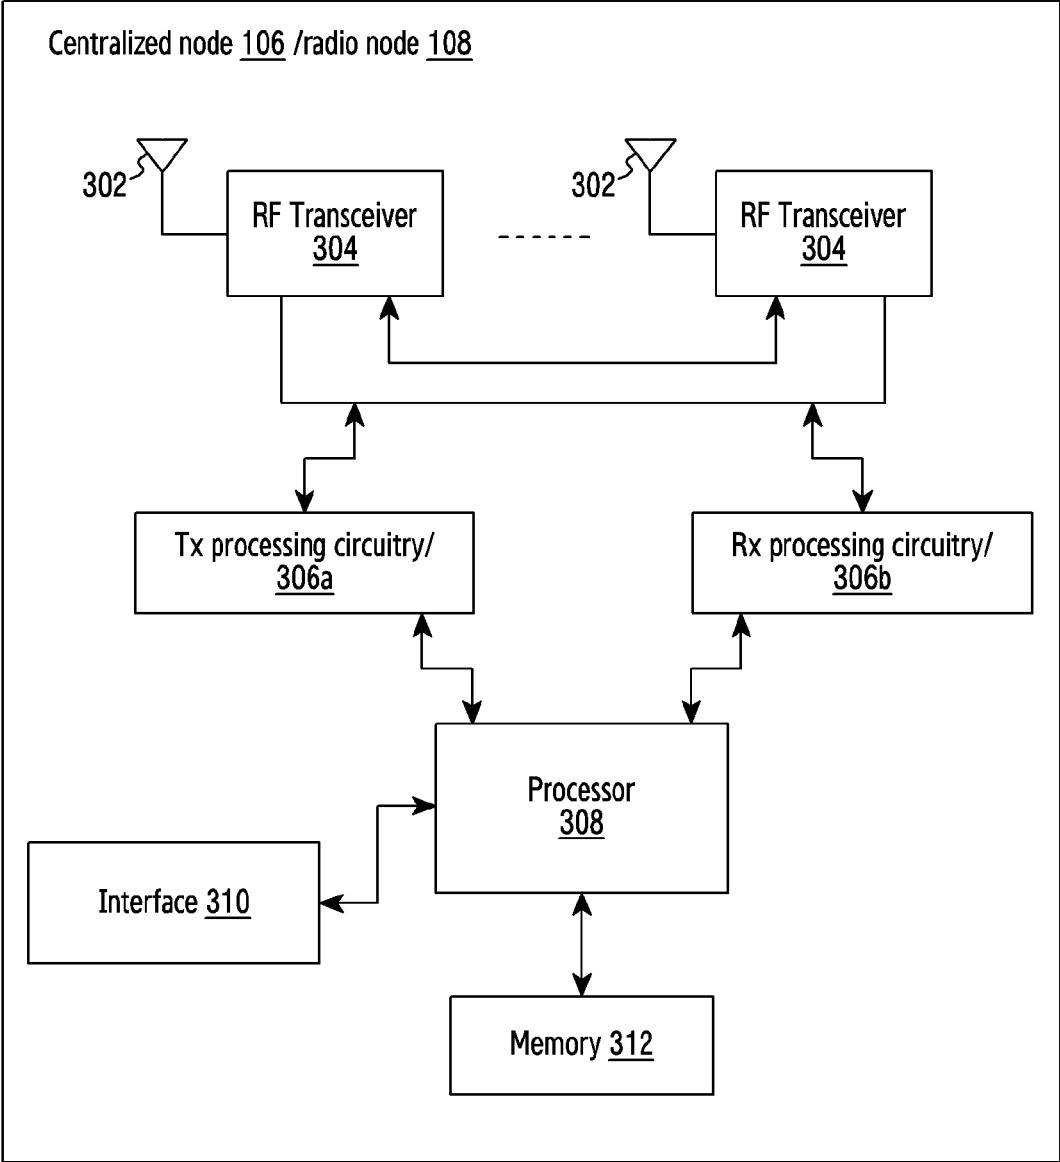 Centralized node 106 /radio node 108
302
RF Transceiver
304
302
RF Transceiver
304
Tx processing circuitry/
306a
Rx processing circuitry/
306b
Processor
308
Interface 310
Memory 312